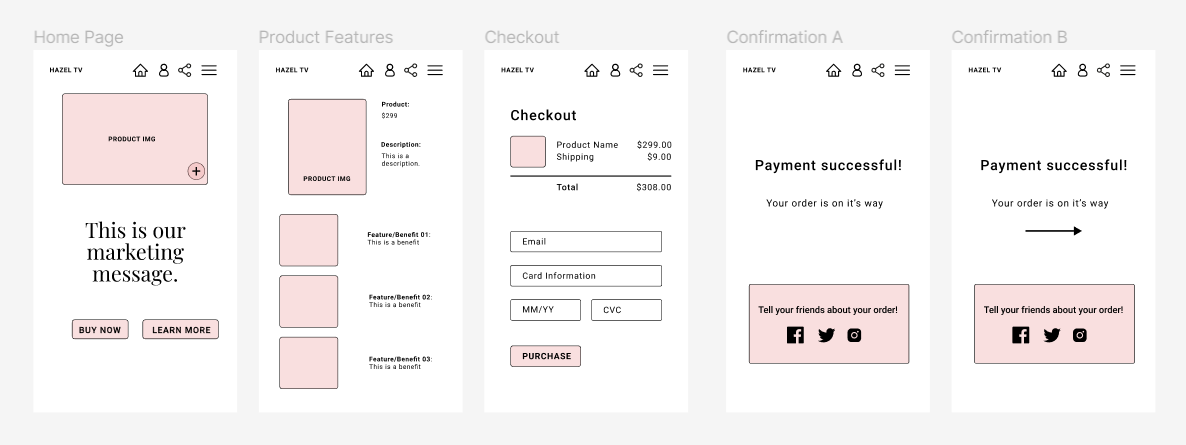 Home Page
HAZEL TV
PRODUCT IMG
This is our
marketing
message.
BUY NOW
LEARN MORE
Product Features
HAZEL TV
PRODUCT IMG
Product:
$299
Description:
This is a
description.
Feature/Benefit 01:
This is a benefit
Feature/Benefit 02:
This is a benefit
Feature/Benefit 03:
This is a benefit
Checkout
HAZEL TV
Checkout
Product Name $299.00
Shipping $9.00
Total $308.00
Email
Card Information
MM/YY
CVC
PURCHASE
Confirmation A
HAZEL TV
Payment successful!
Your order is on it's way
Tell your friends about your order!
Confirmation B
HAZEL TV
Payment successful!
Your order is on it's way
Tell your friends about your order!